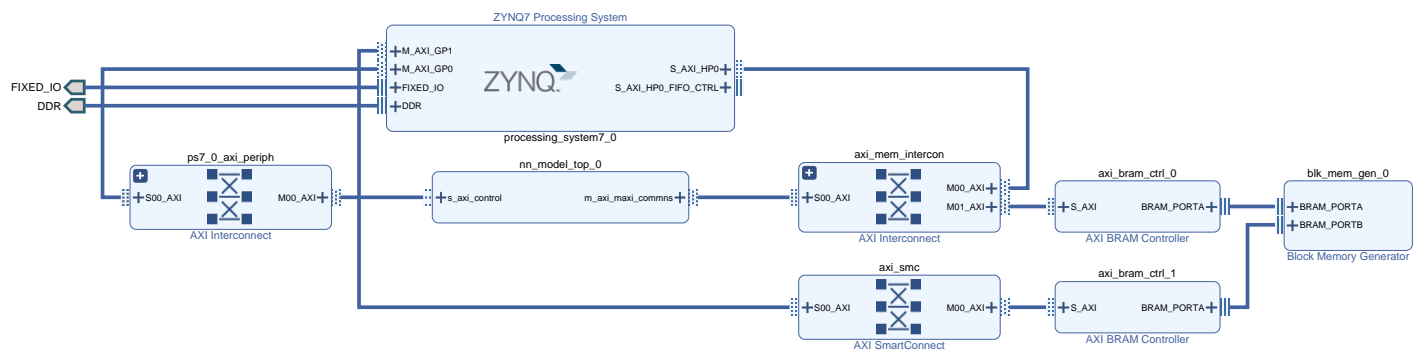 ZYNQ7 Processing System
M_AXI_GP1
M_AXI_GP0
FIXED_IO
DDR
ZYNQ
S_AXI_HP0
S_AXI_HP0_FIFO_CTRL
processing_system7_0
FIXED_IO
DDR
ps7_0_axi_periph
S00_AXI
M00_AXI
AXI Interconnect
nn_model_top_0
s_axi_control
m_axi_maxi_commns
axi_mem_intercon
S00_AXI
M00_AXI
M01_AXI
AXI Interconnect
axi_bram_ctrl_0
S_AXI
BRAM_PORTA
AXI BRAM Controller
blk_mem_gen_0
BRAM_PORTA
BRAM_PORTB
Block Memory Generator
axi_smc
S00_AXI
M00_AXI
AXI SmartConnect
axi_bram_ctrl_1
S_AXI
BRAM_PORTA
AXI BRAM Controller